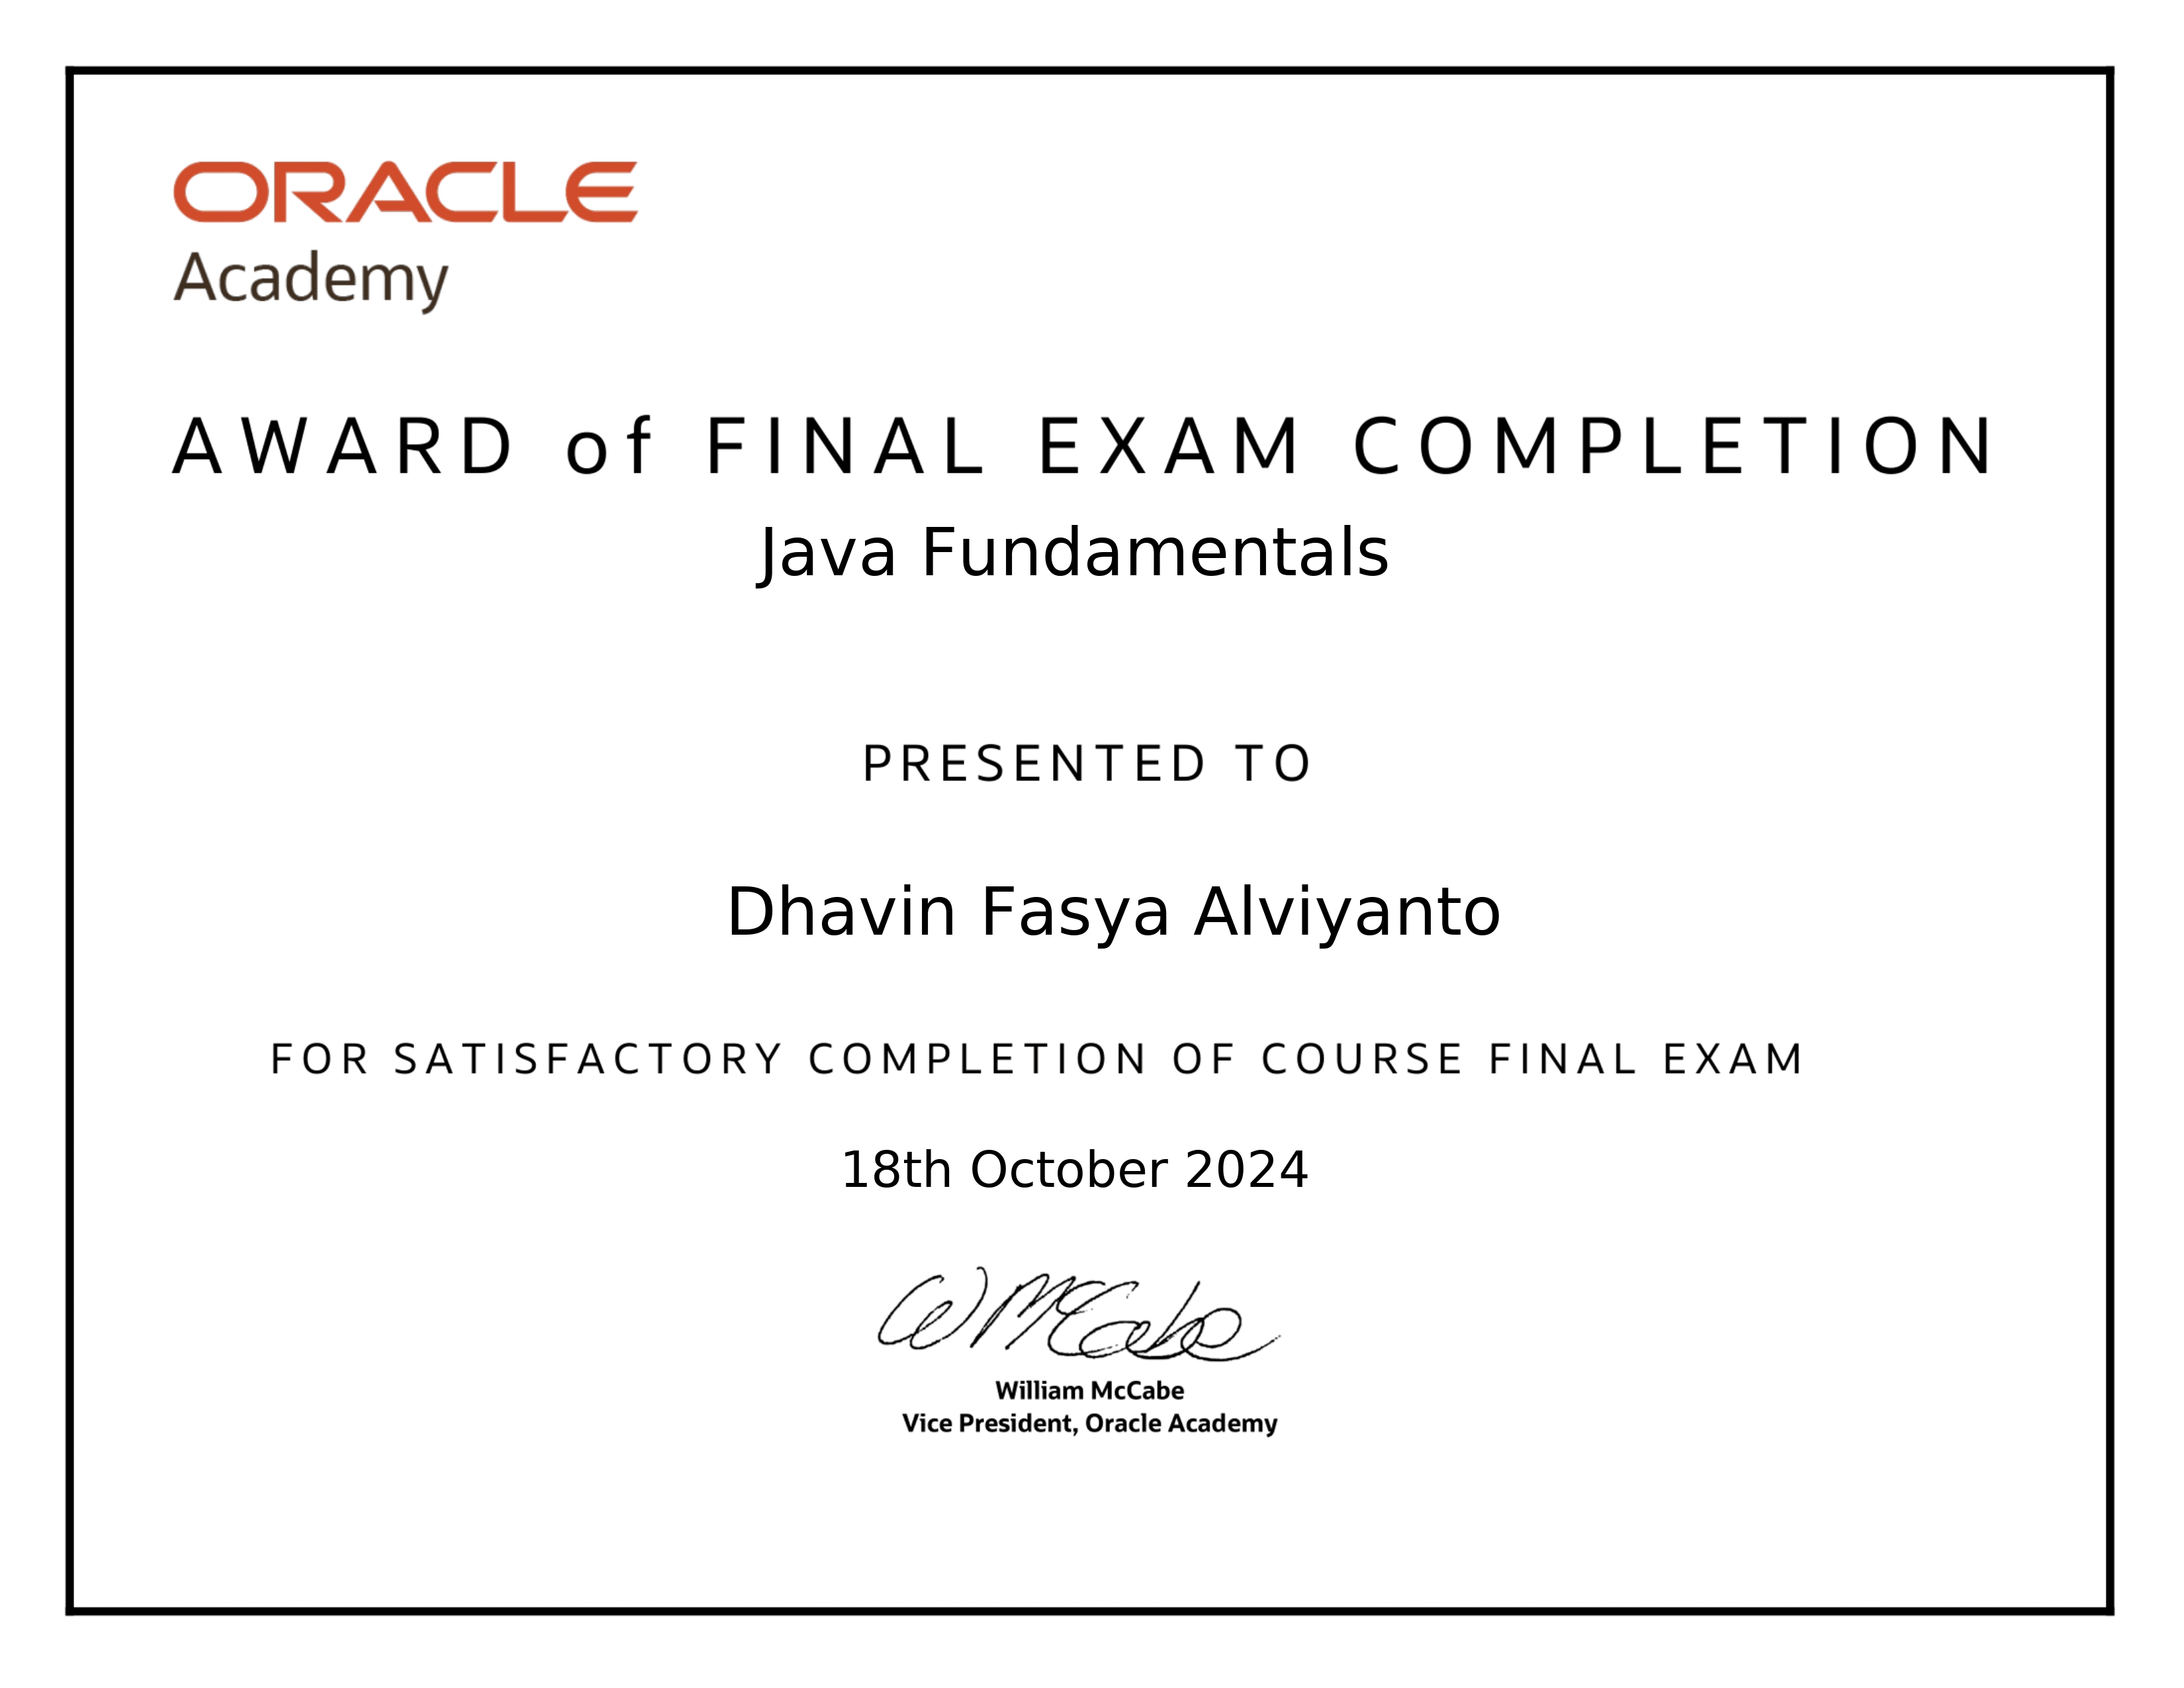 ORACLE
Academy
AWARD of FINAL EXAM COMPLETION
Java Fundamentals
PRESENTED TO
Dhavin Fasya Alviyanto
FOR SATISFACTORY COMPLETION OF COURSE FINAL EXAM
18th October 2024
W McCabe
William McCabe
Vice President, Oracle Academy